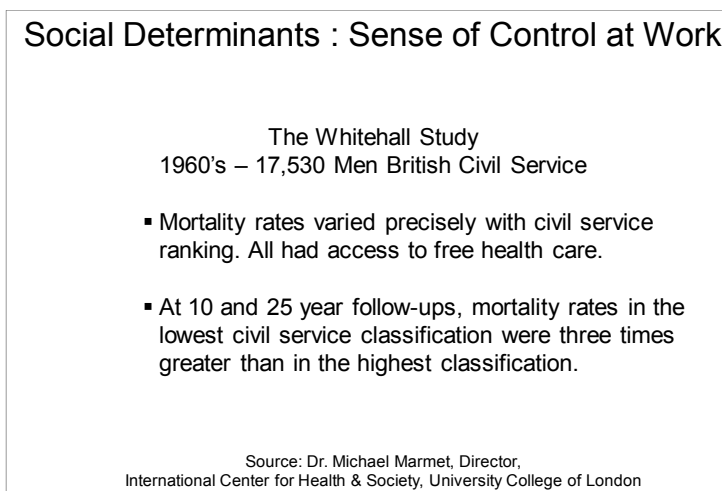 Social Determinants : Sense of Control at Work
The Whitehall Study
1960's – 17,530 Men British Civil Service
▪ Mortality rates varied precisely with civil service
ranking. All had access to free health care.
▪ At 10 and 25 year follow-ups, mortality rates in the
lowest civil service classification were three times
greater than in the highest classification.
Source: Dr. Michael Marmet, Director,
International Center for Health & Society, University College of London